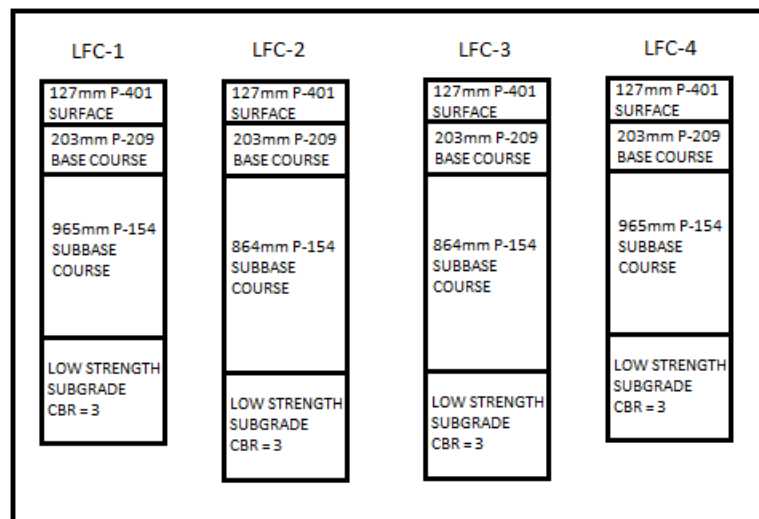 LFC-1
127mm P-401
SURFACE
203mm P-209
BASE COURSE
965mm P-154
SUBBASE
COURSE
LOW STRENGTH
SUBGRADE
CBR = 3
LFC-2
127mm P-401
SURFACE
203mm P-209
BASE COURSE
864mm P-154
SUBBASE
COURSE
LOW STRENGTH
SUBGRADE
CBR = 3
LFC-3
127mm P-401
SURFACE
203mm P-209
BASE COURSE
864mm P-154
SUBBASE
COURSE
LOW STRENGTH
SUBGRADE
CBR = 3
LFC-4
127mm P-401
SURFACE
203mm P-209
BASE COURSE
965mm P-154
SUBBASE
COURSE
LOW STRENGTH
SUBGRADE
CBR = 3